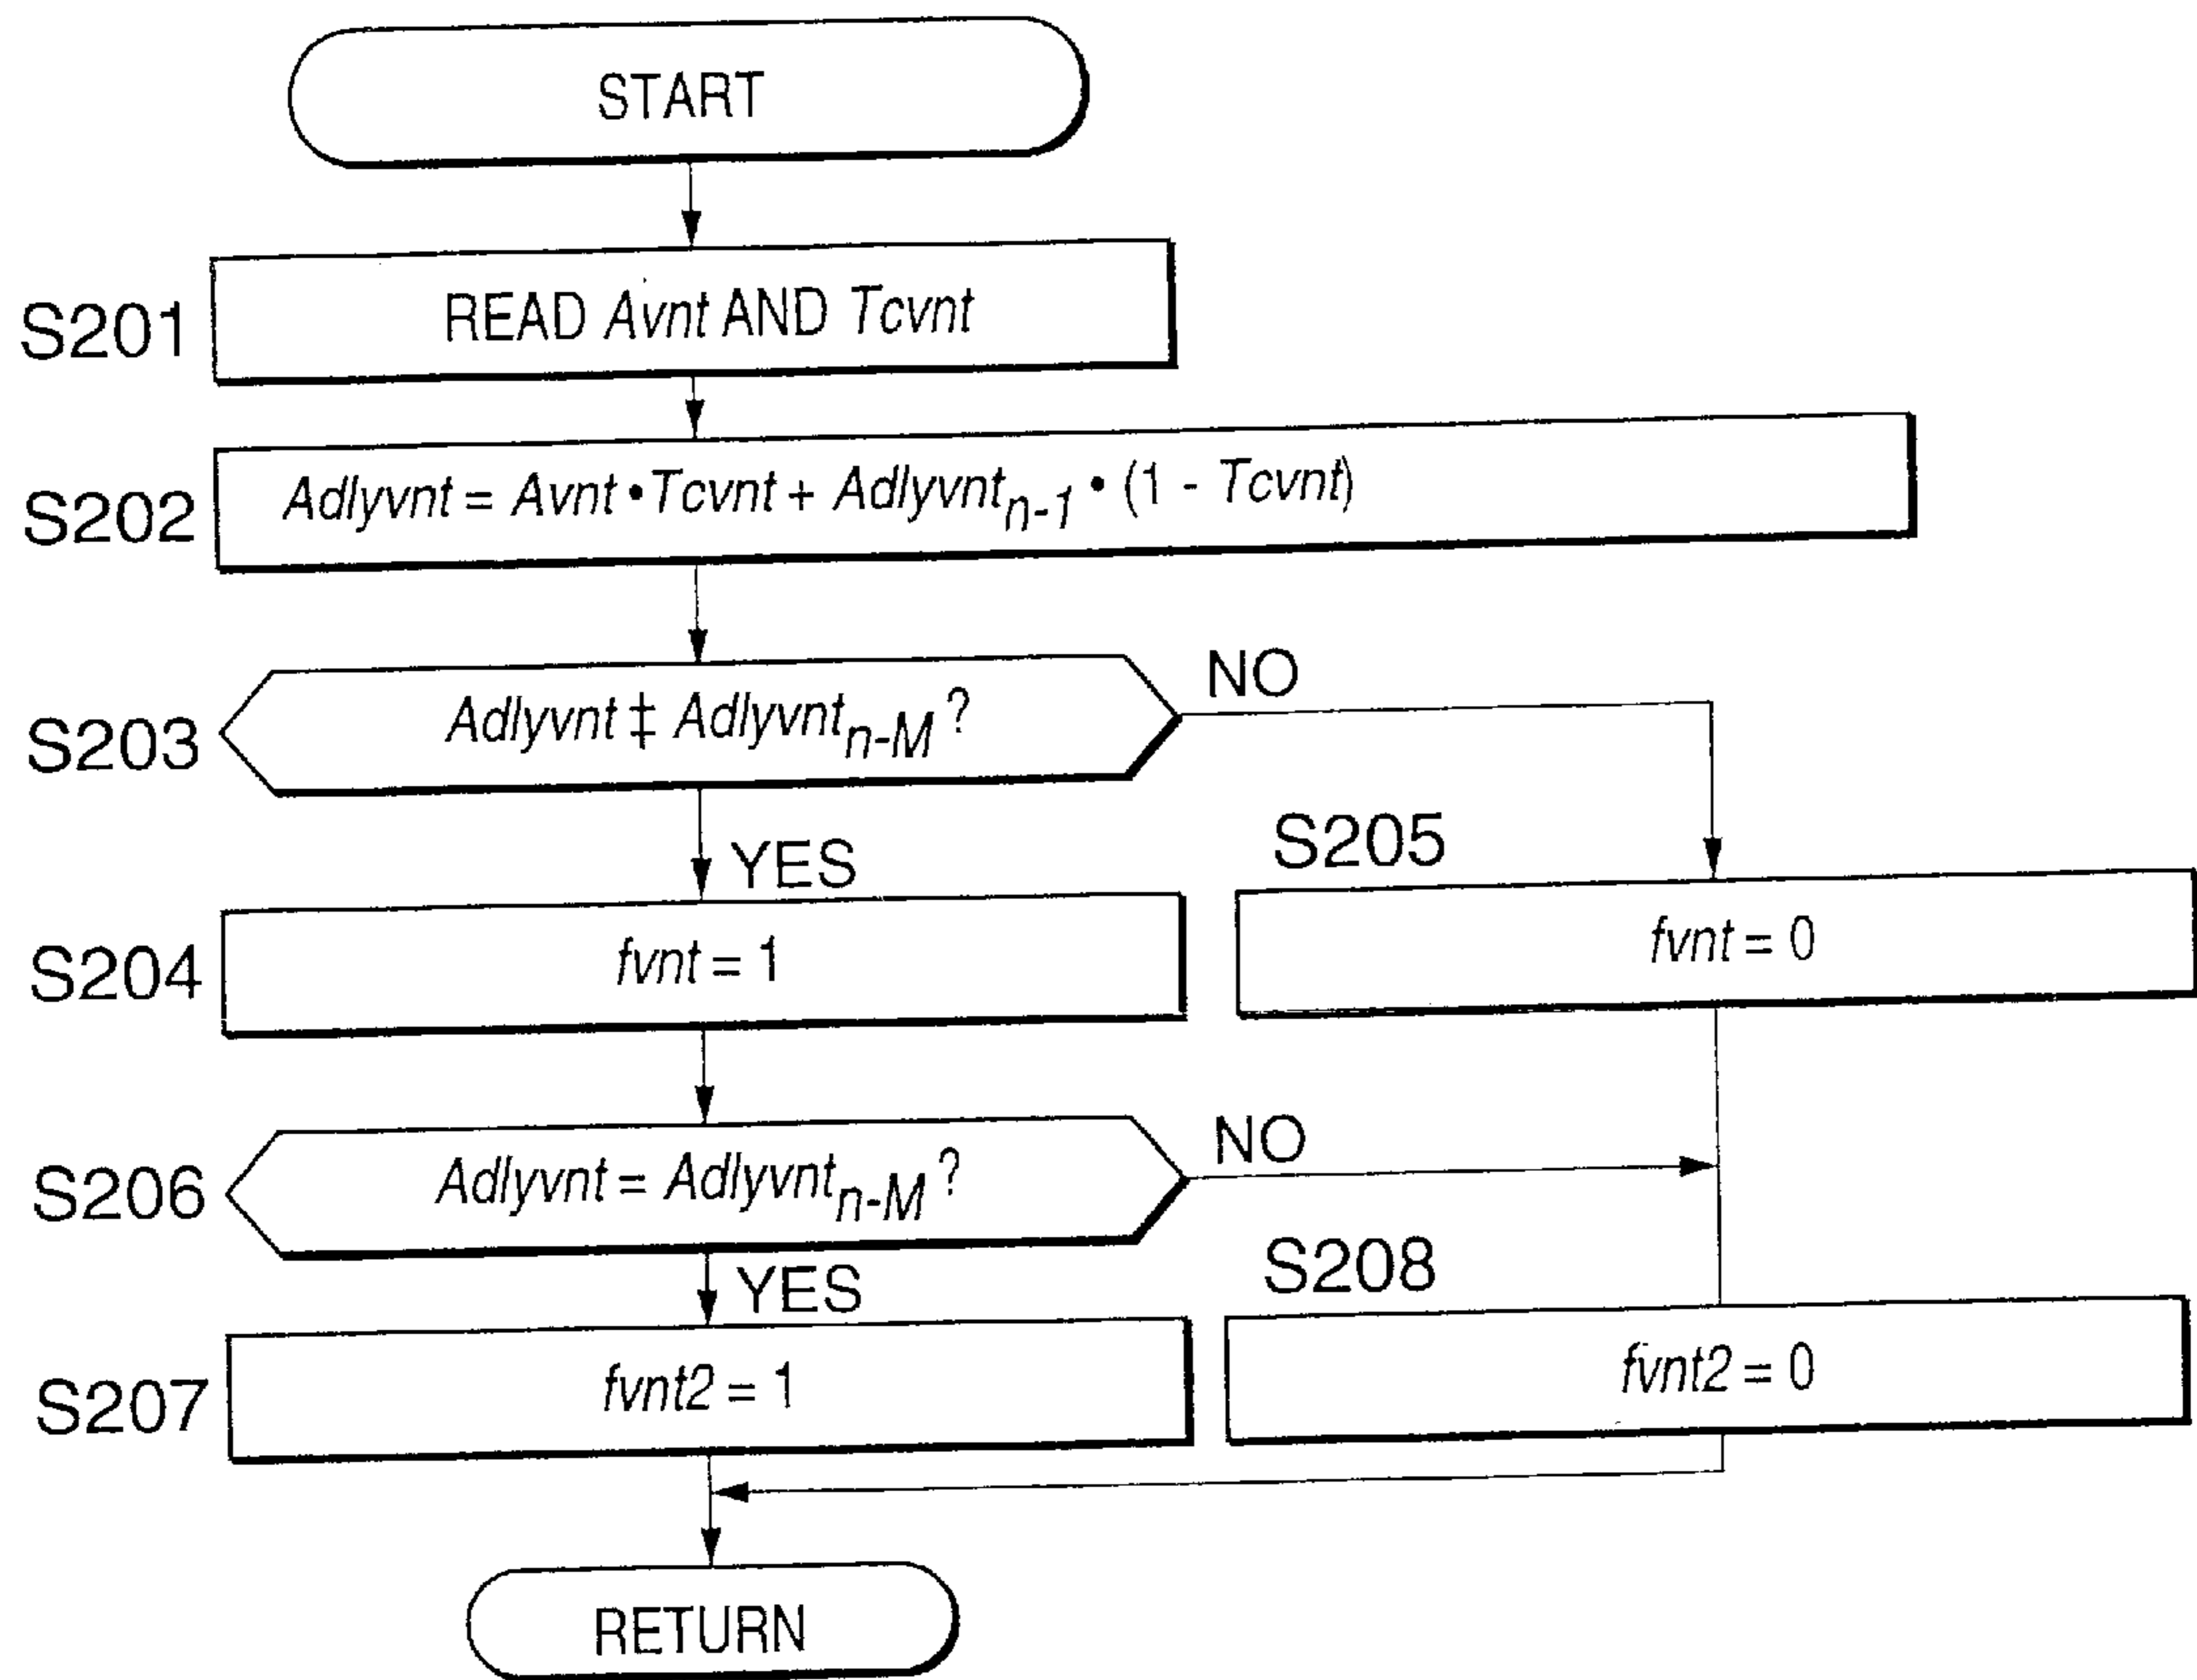 START
S201
READ Avnt AND Tcvnt
S202
Adlyvnt = Avnt • Tcvnt + Adlyvntn-1 • (1 - Tcvnt)
S203
Adlyvnt ‡ Adlyvntn-M ?
NO
YES
S205
S204
fvnt = 1
fvnt = 0
S206
Adlyvnt = Adlyvntn-M ?
NO
YES
S208
S207
fvnt2 = 1
fvnt2 = 0
RETURN